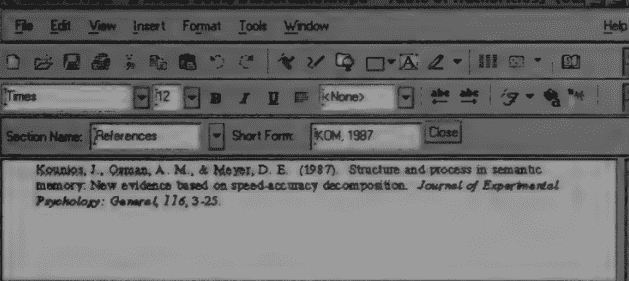 File Edit View Insert Format Tools Window Help
Times 12 B I U <None> abc abc
Section Name: References Short Form: KOM, 1987 Close
Kounios, J., Osman, A. M., & Meyer, D. E. (1987). Structure and process in semantic
memory: New evidence based on speed-accuracy decomposition. Journal of Experimental
Psychology: General, 116, 3-25.